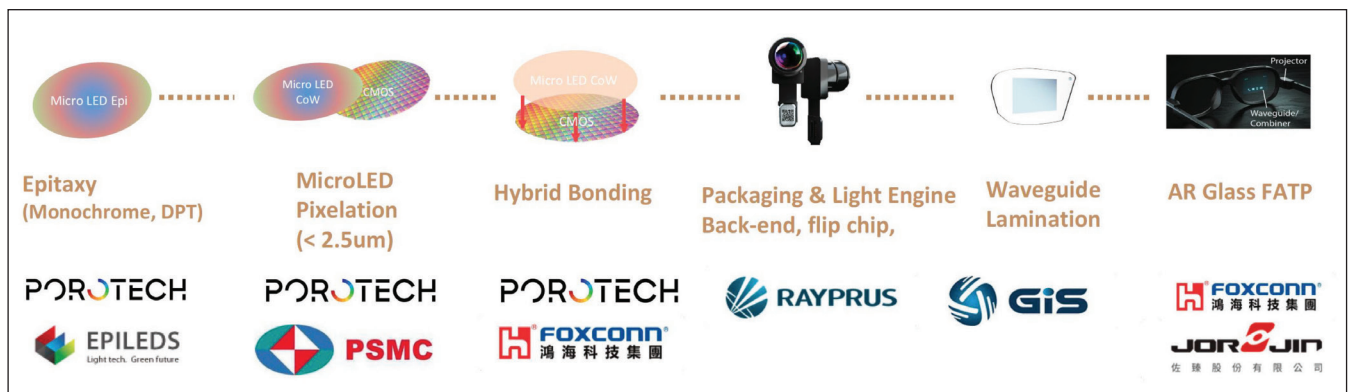 Micro LED Epi
Micro LED
CoW
CMOS
Micro LED CoW
CMOS
Projector
Waveguide/
Combiner
Epitaxy
(Monochrome, DPT)
MicroLED
Pixelation
(< 2.5um)
Hybrid Bonding
Packaging & Light Engine
Back-end, flip chip,
Waveguide
Lamination
AR Glass FATP
POROTECH
EPILEDS
Light tech. Green future
POROTECH
PSMC
POROTECH
FOXCONN®
鴻海科技集團
RAYPRUS
GiS
FOXCONN®
鴻海科技集團
JORJIN
佐臻股份有限公司